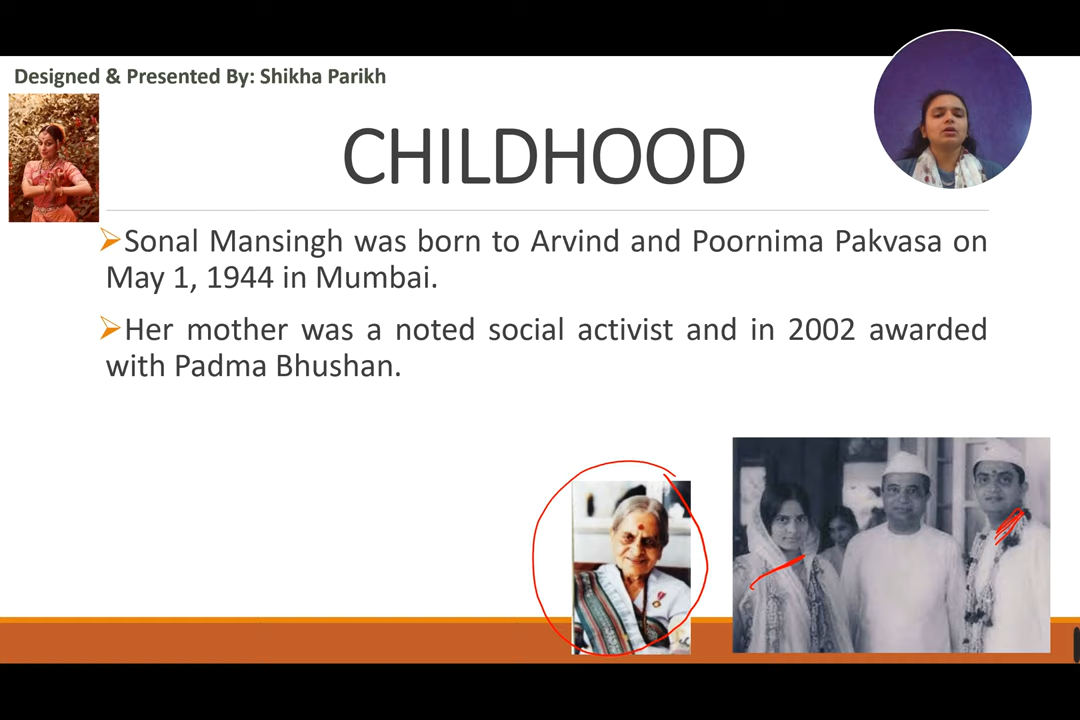 Designed & Presented By: Shikha Parikh
CHILDHOOD
Sonal Mansingh was born to Arvind and Poornima Pakvasa on
May 1, 1944 in Mumbai.
Her mother was a noted social activist and in 2002 awarded
with Padma Bhushan.